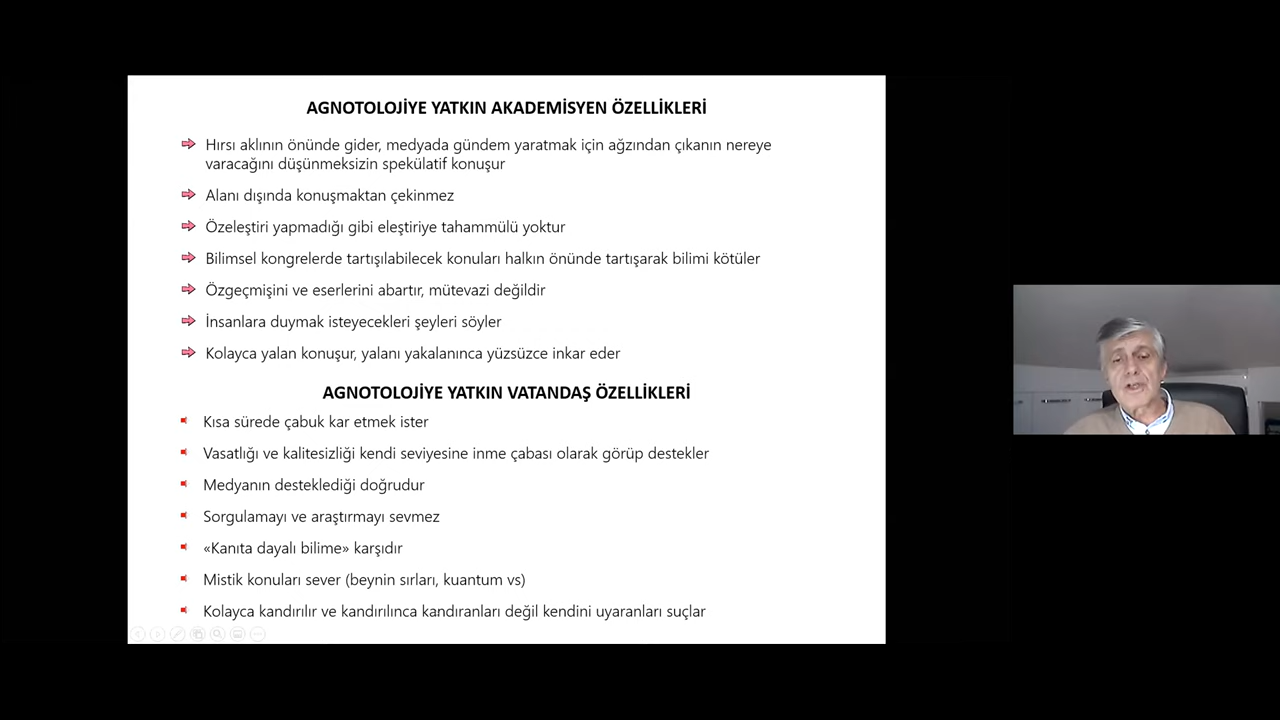 AGNOTOLOJİYE YATKIN AKADEMİSYEN ÖZELLİKLERİ
Hırsı aklının önünde gider, medyada gündem yaratmak için ağzından çıkanın nereye
varacağını düşünmeksizin spekülatif konuşur
Alanı dışında konuşmaktan çekinmez
Özeleştiri yapmadığı gibi eleştiriye tahammülü yoktur
Bilimsel kongrelerde tartışılabilecek konuları halkın önünde tartışarak bilimi kötüler
Özgeçmişini ve eserlerini abartır, mütevazi değildir
İnsanlara duymak isteyecekleri şeyleri söyler
Kolayca yalan konuşur, yalanı yakalanınca yüzsüzce inkar eder
AGNOTOLOJİYE YATKIN VATANDAŞ ÖZELLİKLERİ
Kısa sürede çabuk kar etmek ister
Vasatlığı ve kalitesizliği kendi seviyesine inme çabası olarak görüp destekler
Medyanın desteklediği doğrudur
Sorgulamayı ve araştırmayı sevmez
«Kanıta dayalı bilime» karşıdır
Mistik konuları sever (beynin sırları, kuantum vs)
Kolayca kandırılır ve kandırılınca kandıranları değil kendini uyaranları suçlar